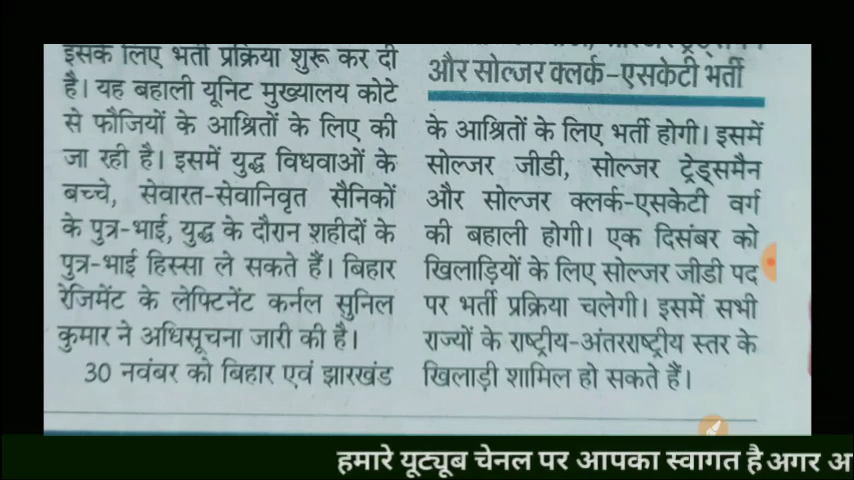 इसके लिए भर्ती प्रक्रिया शुरू कर दी
है। यह बहाली यूनिट मुख्यालय कोटे
से फौजियों के आश्रितों के लिए की
जा रही है। इसमें युद्ध विधवाओं के
बच्चे, सेवारत-सेवानिवृत सैनिकों
के पुत्र-भाई, युद्ध के दौरान शहीदों के
पुत्र-भाई हिस्सा ले सकते हैं। बिहार
रेजिमेंट के लेफ्टिनेंट कर्नल सुनिल
कुमार ने अधिसूचना जारी की है।
30 नवंबर को बिहार एवं झारखंड
और सोल्जर क्लर्क-एसकेटी भर्ती
के आश्रितों के लिए भर्ती होगी। इसमें
सोल्जर जीडी, सोल्जर ट्रेड्समैन
और सोल्जर क्लर्क-एसकेटी वर्ग
की बहाली होगी। एक दिसंबर को
खिलाड़ियों के लिए सोल्जर जीडी पद
पर भर्ती प्रक्रिया चलेगी। इसमें सभी
राज्यों के राष्ट्रीय-अंतरराष्ट्रीय स्तर के
खिलाड़ी शामिल हो सकते हैं।
हमारे यूट्यूब चेनल पर आपका स्वागत है अगर